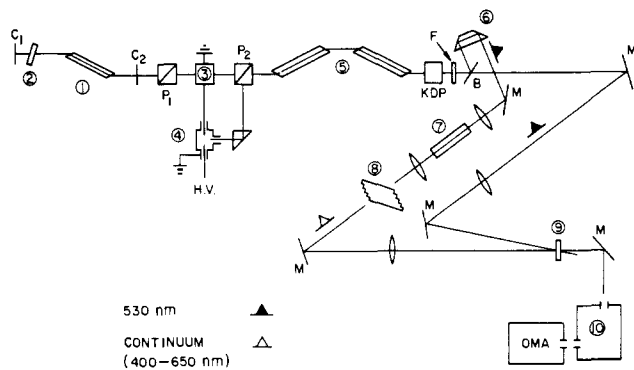 C1
②
①
C2
P1
③
P2
④
H.V.
⑤
KDP
F
⑥
B
M
M
⑦
⑧
M
M
⑨
M
⑩
OMA
530 nm
CONTINUUM
(400-650 nm)